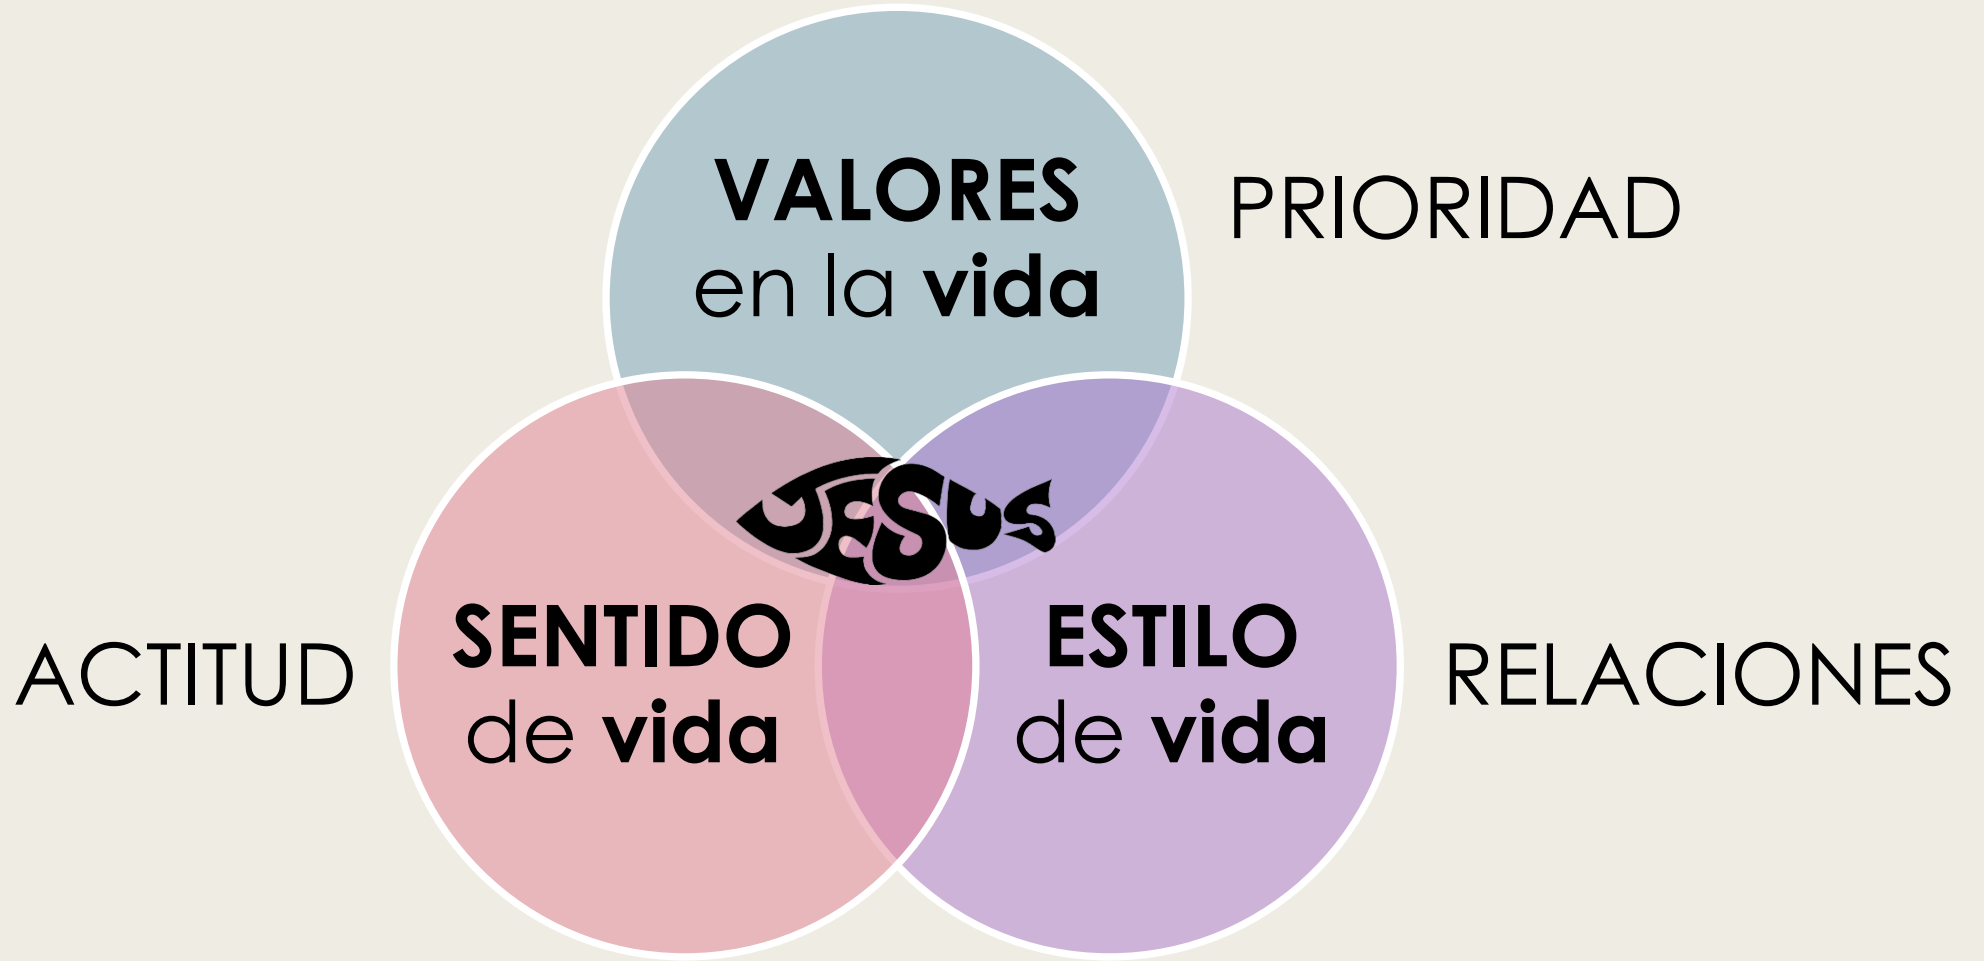 VALORES
en la vida
PRIORIDAD
JESUS
ACTITUD
SENTIDO
de vida
ESTILO
de vida
RELACIONES